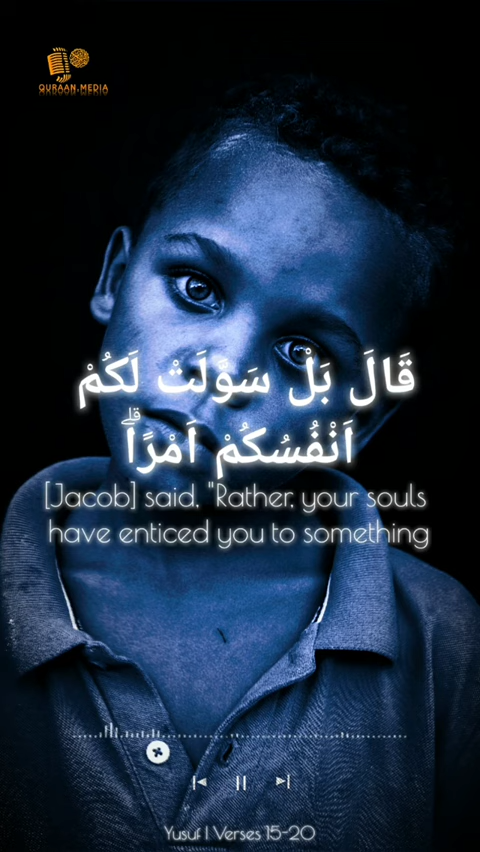 QURAAN.MEDIA
قَالَ بَلْ سَوَّلَتْ لَكُمْ
اَنْفُسُكُمْ اَمْرًاۗ
[Jacob] said, "Rather, your souls
have enticed you to something
Yusuf | Verses 15-20